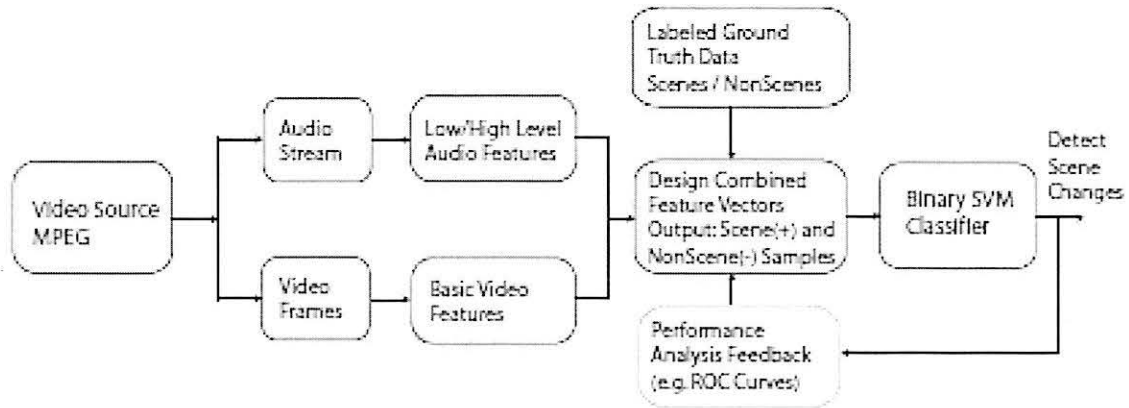 Labeled Ground
Truth Data
Scenes / NonScenes
Audio
Stream
Low/High Level
Audio Features
Video Source
MPEG
Design Combined
Feature Vectors
Output: Scene(+) and
NonScene(-) Samples
Binary SVM
Classifier
Detect
Scene
Changes
Video
Frames
Basic Video
Features
Performance
Analysis Feedback
(e.g. ROC Curves)